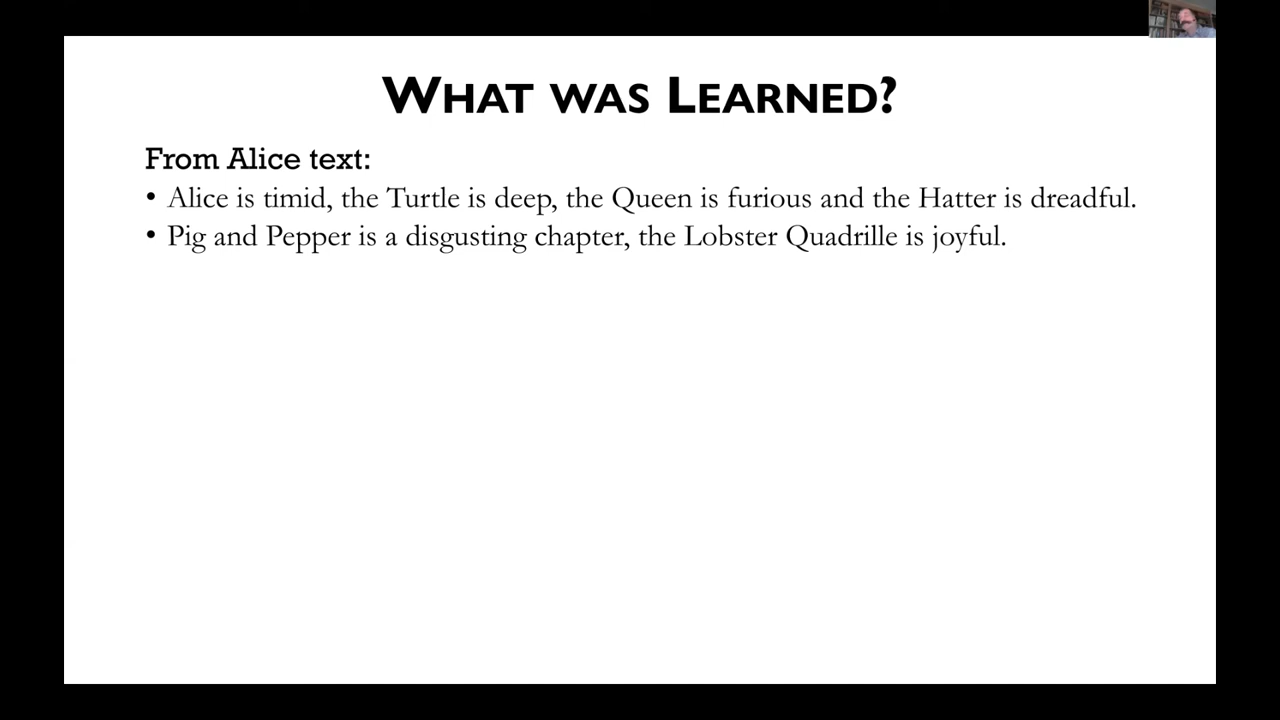 WHAT WAS LEARNED?
From Alice text:
• Alice is timid, the Turtle is deep, the Queen is furious and the Hatter is dreadful.
• Pig and Pepper is a disgusting chapter, the Lobster Quadrille is joyful.